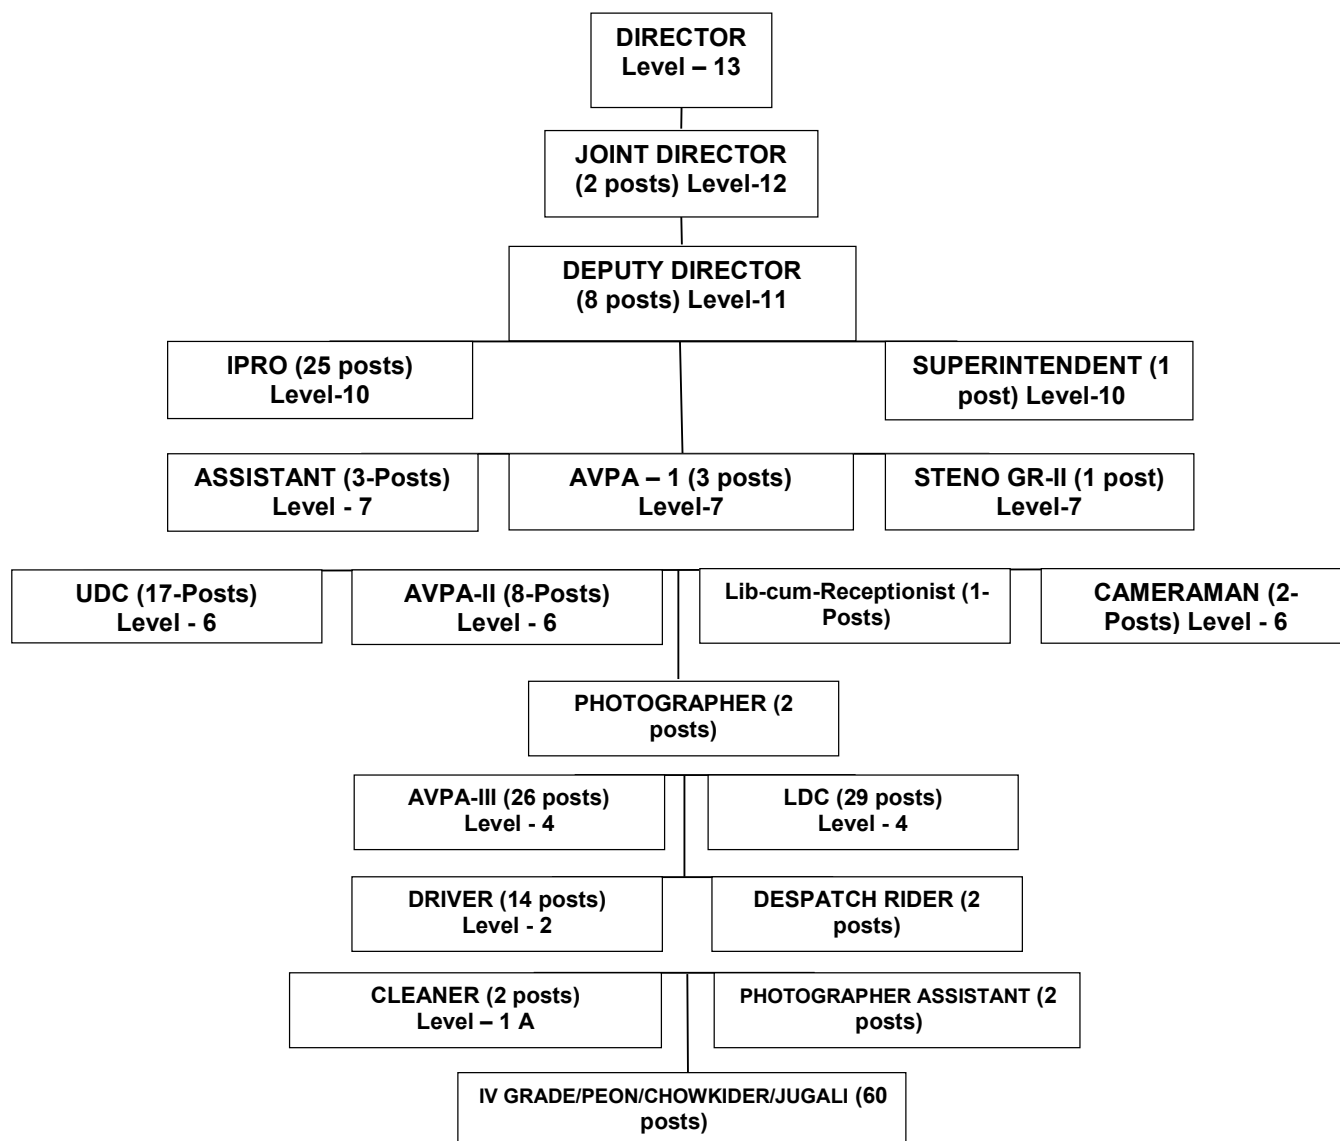 DIRECTOR
Level – 13
JOINT DIRECTOR
(2 posts) Level-12
DEPUTY DIRECTOR
(8 posts) Level-11
IPRO (25 posts)
Level-10
SUPERINTENDENT (1
post) Level-10
ASSISTANT (3-Posts)
Level - 7
AVPA – 1 (3 posts)
Level-7
STENO GR-II (1 post)
Level-7
UDC (17-Posts)
Level - 6
AVPA-II (8-Posts)
Level - 6
Lib-cum-Receptionist (1-
Posts)
CAMERAMAN (2-
Posts) Level - 6
PHOTOGRAPHER (2
posts)
AVPA-III (26 posts)
Level - 4
LDC (29 posts)
Level - 4
DRIVER (14 posts)
Level - 2
DESPATCH RIDER (2
posts)
CLEANER (2 posts)
Level – 1 A
PHOTOGRAPHER ASSISTANT (2
posts)
IV GRADE/PEON/CHOWKIDER/JUGALI (60
posts)